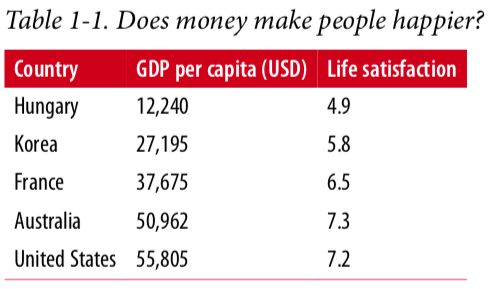 Table 1-1. Does money make people happier?
Country GDP per capita (USD) Life satisfaction
Hungary 12,240 4.9
Korea 27,195 5.8
France 37,675 6.5
Australia 50,962 7.3
United States 55,805 7.2